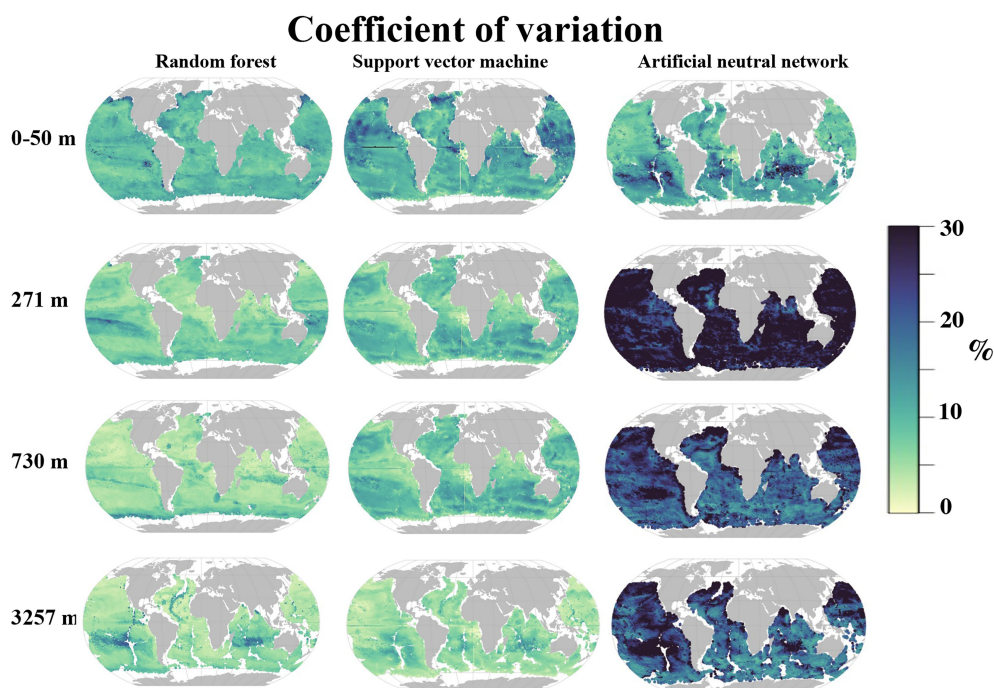 Coefficient of variation
Random forest
Support vector machine
Artificial neutral network
0-50 m
271 m
730 m
3257 m
30
20
%
10
0